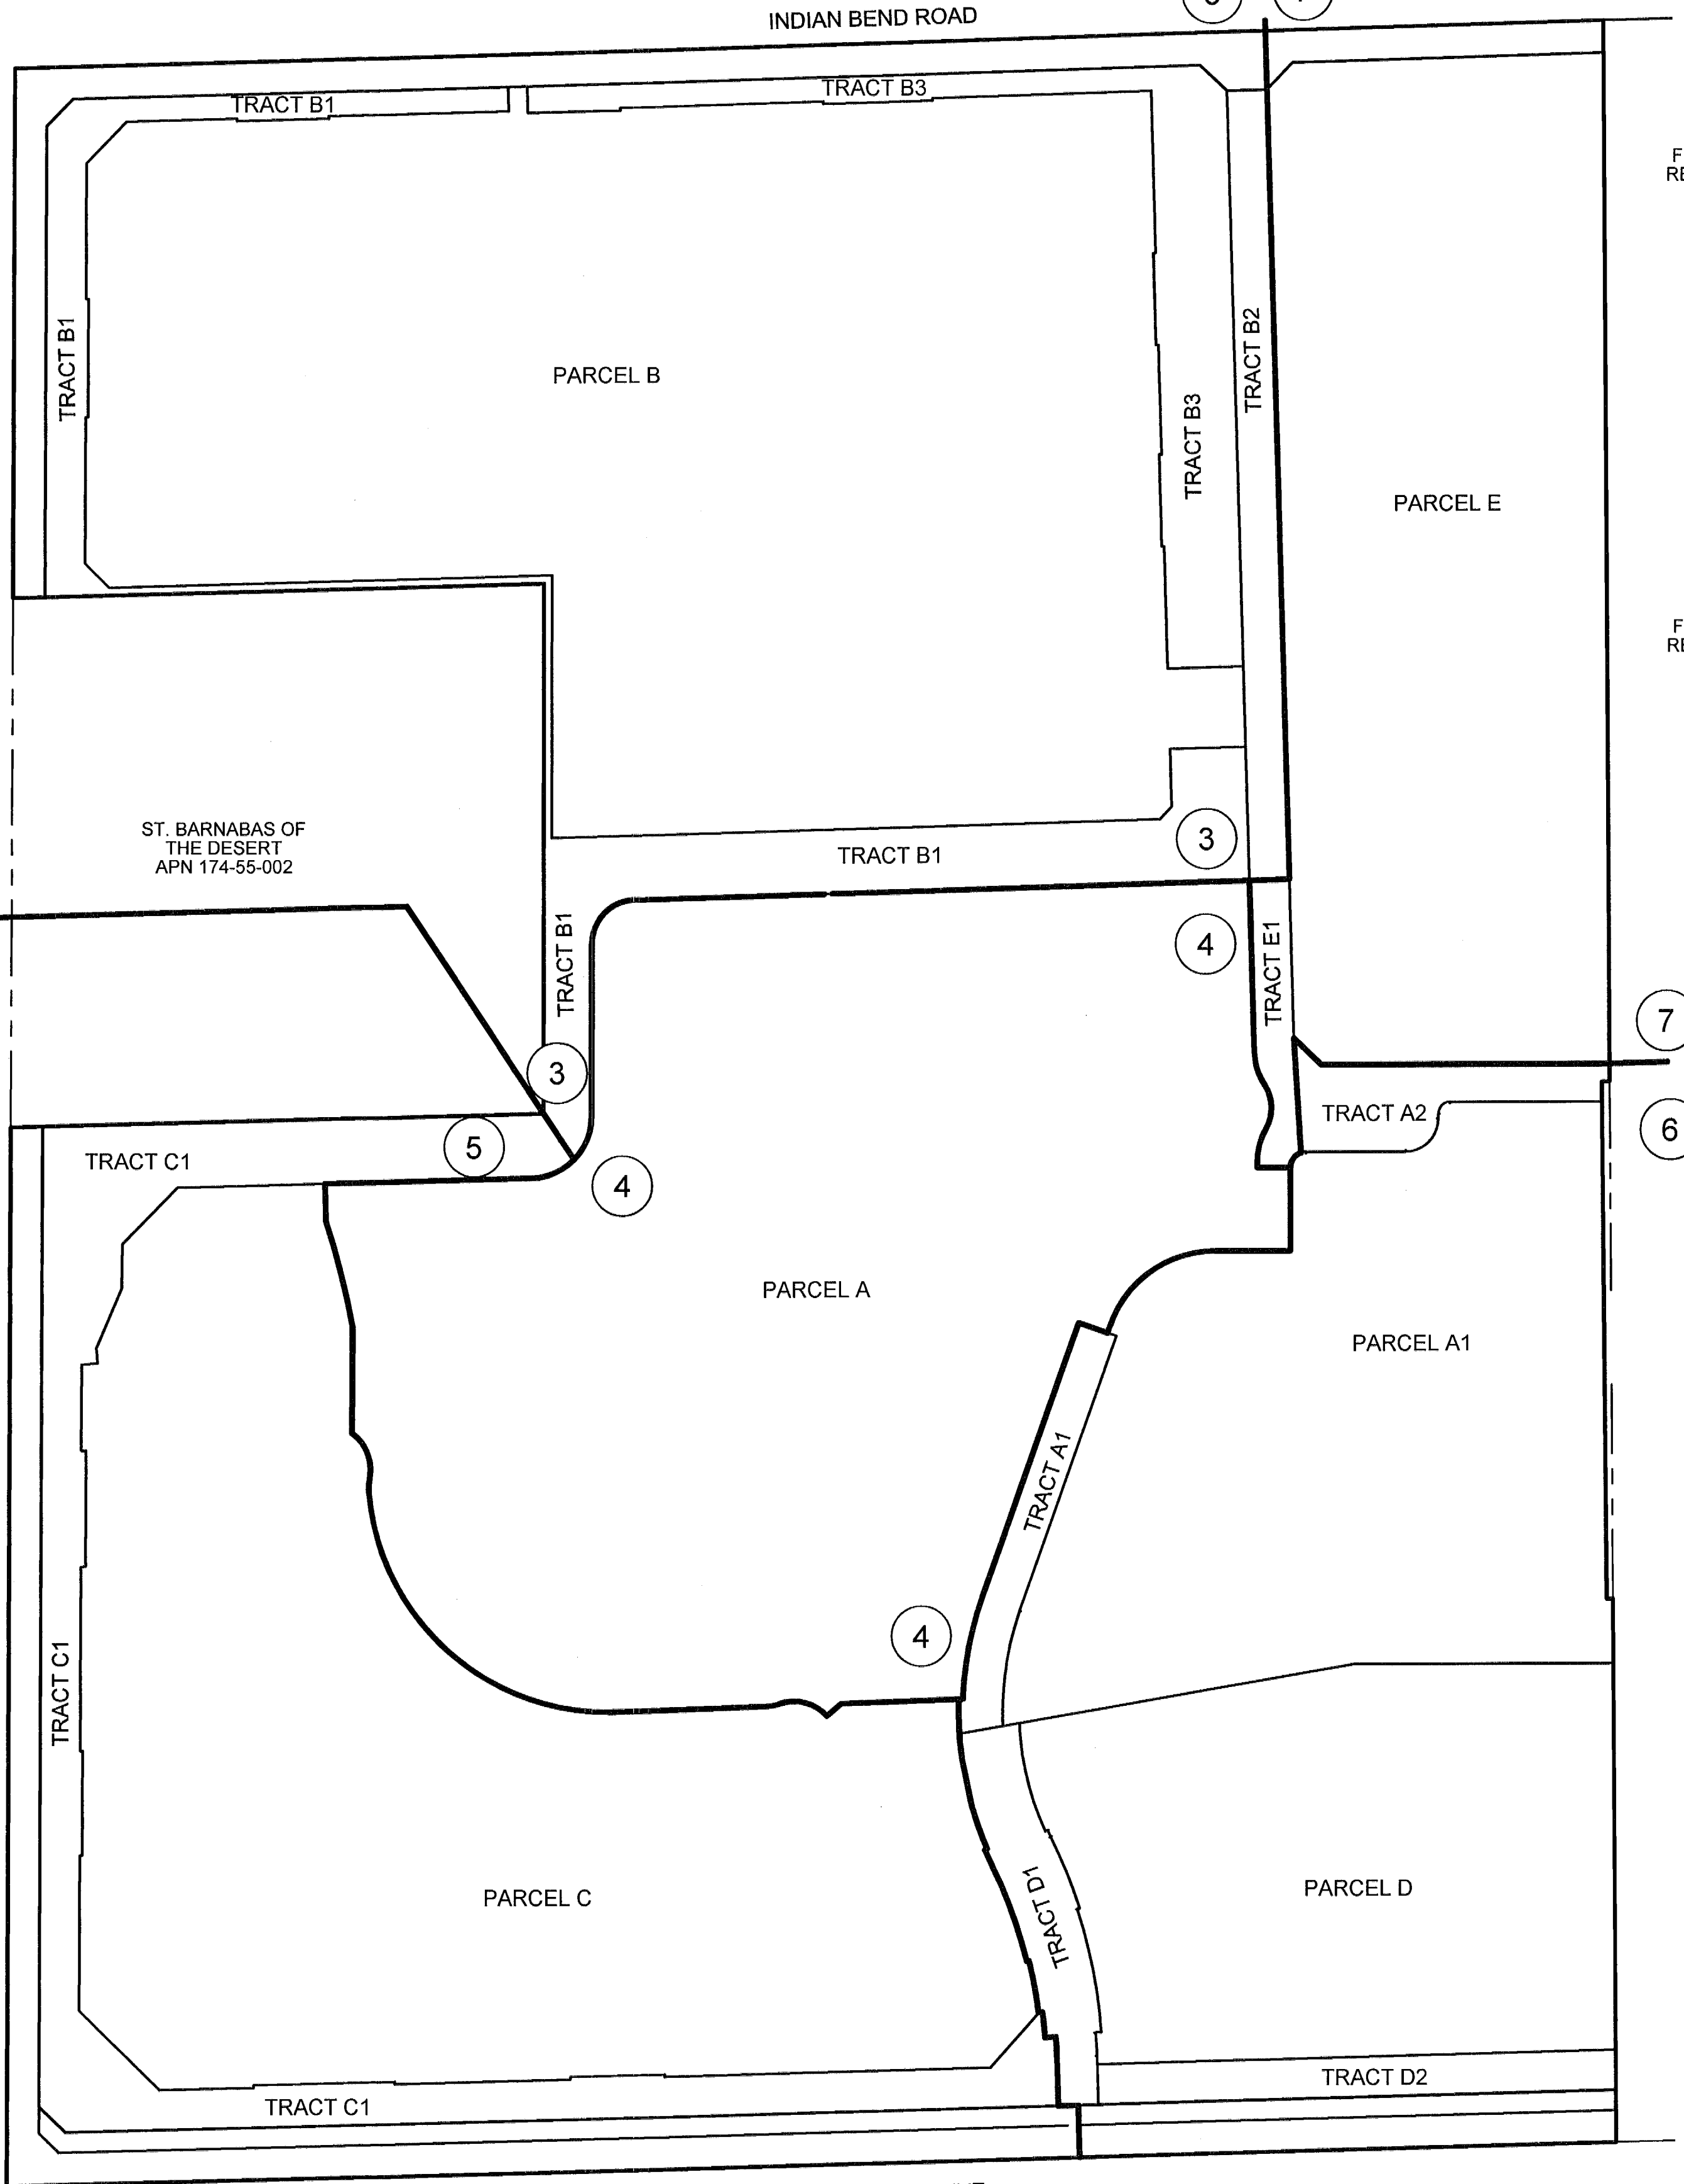 INDIAN BEND ROAD
TRACT B1
TRACT B3
TRACT B1
PARCEL B
TRACT B2
TRACT B3
PARCEL E
ST. BARNABAS OF
THE DESERT
APN 174-55-002
3
TRACT B1
4
TRACT B1
TRACT E1
7
3
TRACT A2
6
5
TRACT C1
4
PARCEL A
PARCEL A1
TRACT A1
4
TRACT C1
PARCEL C
TRACT D1
PARCEL D
TRACT D2
TRACT C1